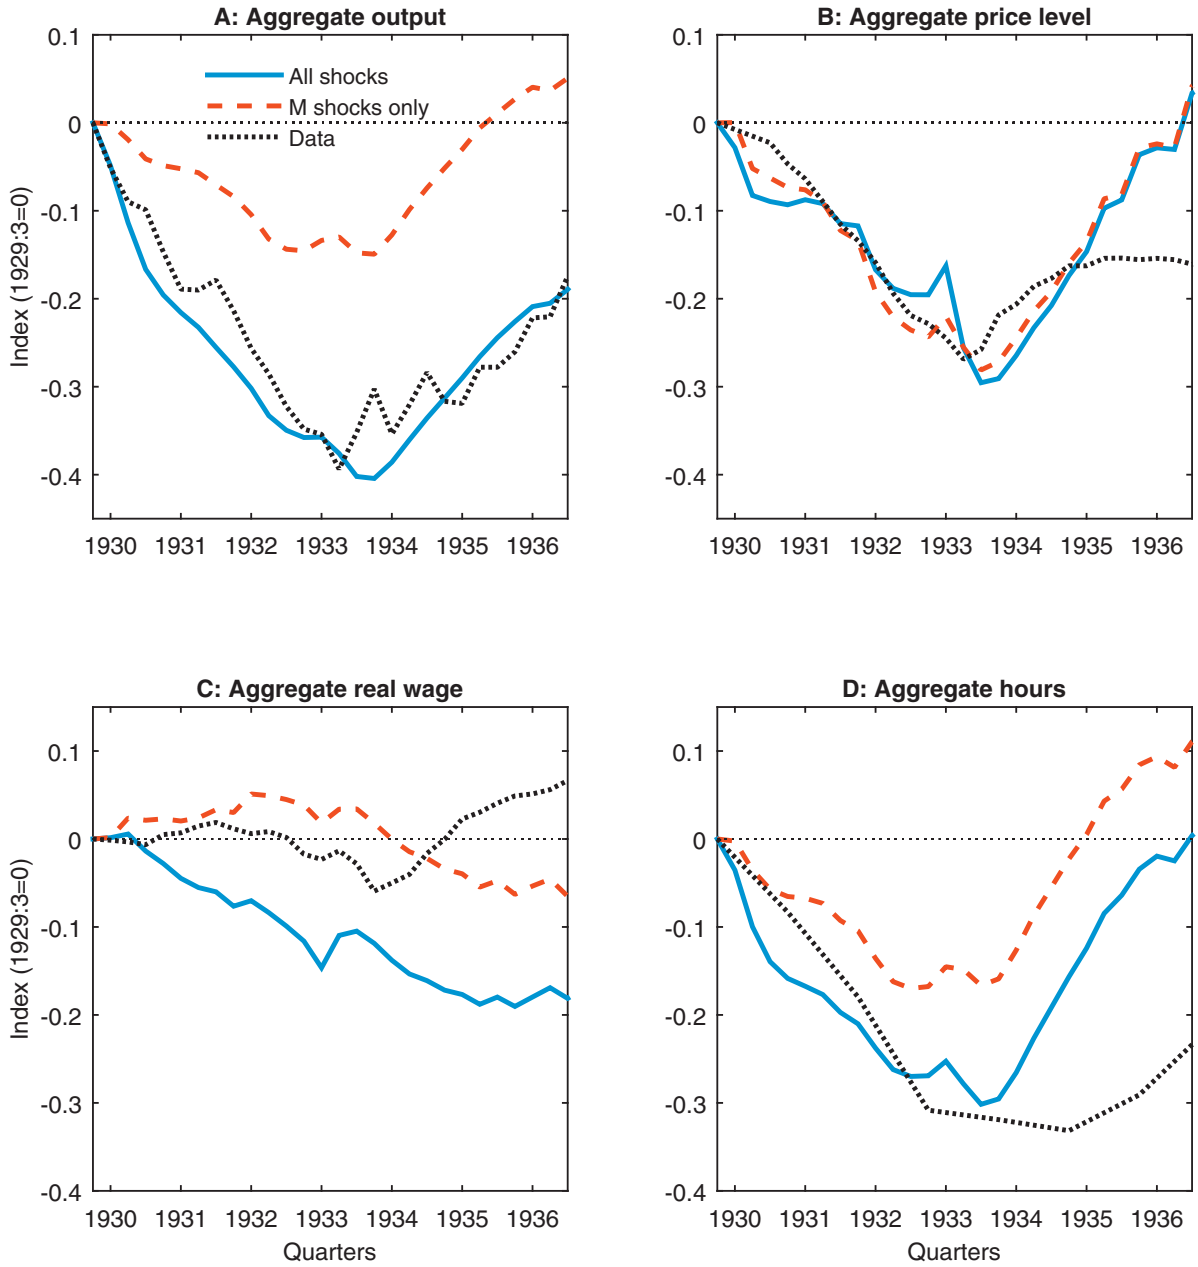 A: Aggregate output
0.1
0
-0.1
-0.2
-0.3
-0.4
Index (1929:3=0)
All shocks
M shocks only
Data
1930 1931 1932 1933 1934 1935 1936
B: Aggregate price level
0.1
0
-0.1
-0.2
-0.3
-0.4
1930 1931 1932 1933 1934 1935 1936
C: Aggregate real wage
0.1
0
-0.1
-0.2
-0.3
-0.4
Index (1929:3=0)
1930 1931 1932 1933 1934 1935 1936
Quarters
D: Aggregate hours
0.1
0
-0.1
-0.2
-0.3
-0.4
1930 1931 1932 1933 1934 1935 1936
Quarters